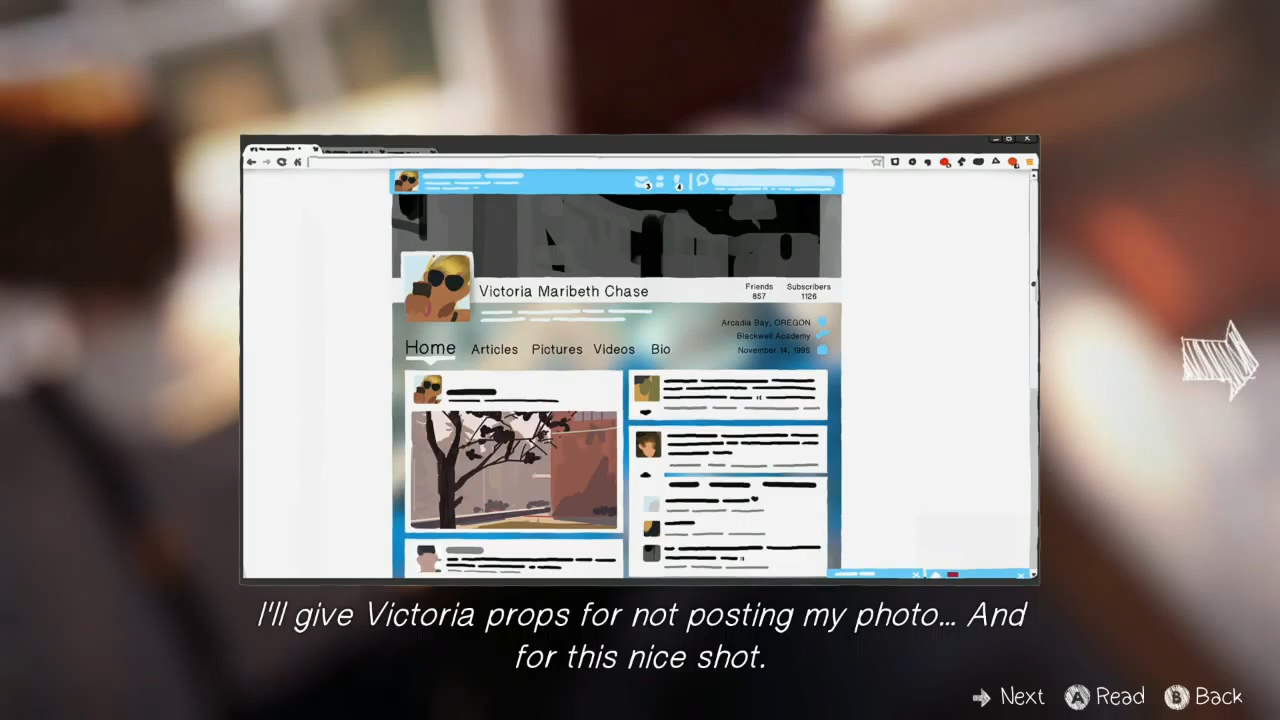 Victoria Maribeth Chase
Friends
857
Subscribers
1126
Arcadia Bay, OREGON
Blackwell Academy
November 14, 1995
Home Articles Pictures Videos Bio
I'll give Victoria props for not posting my photo... And
for this nice shot.
Next A Read B Back